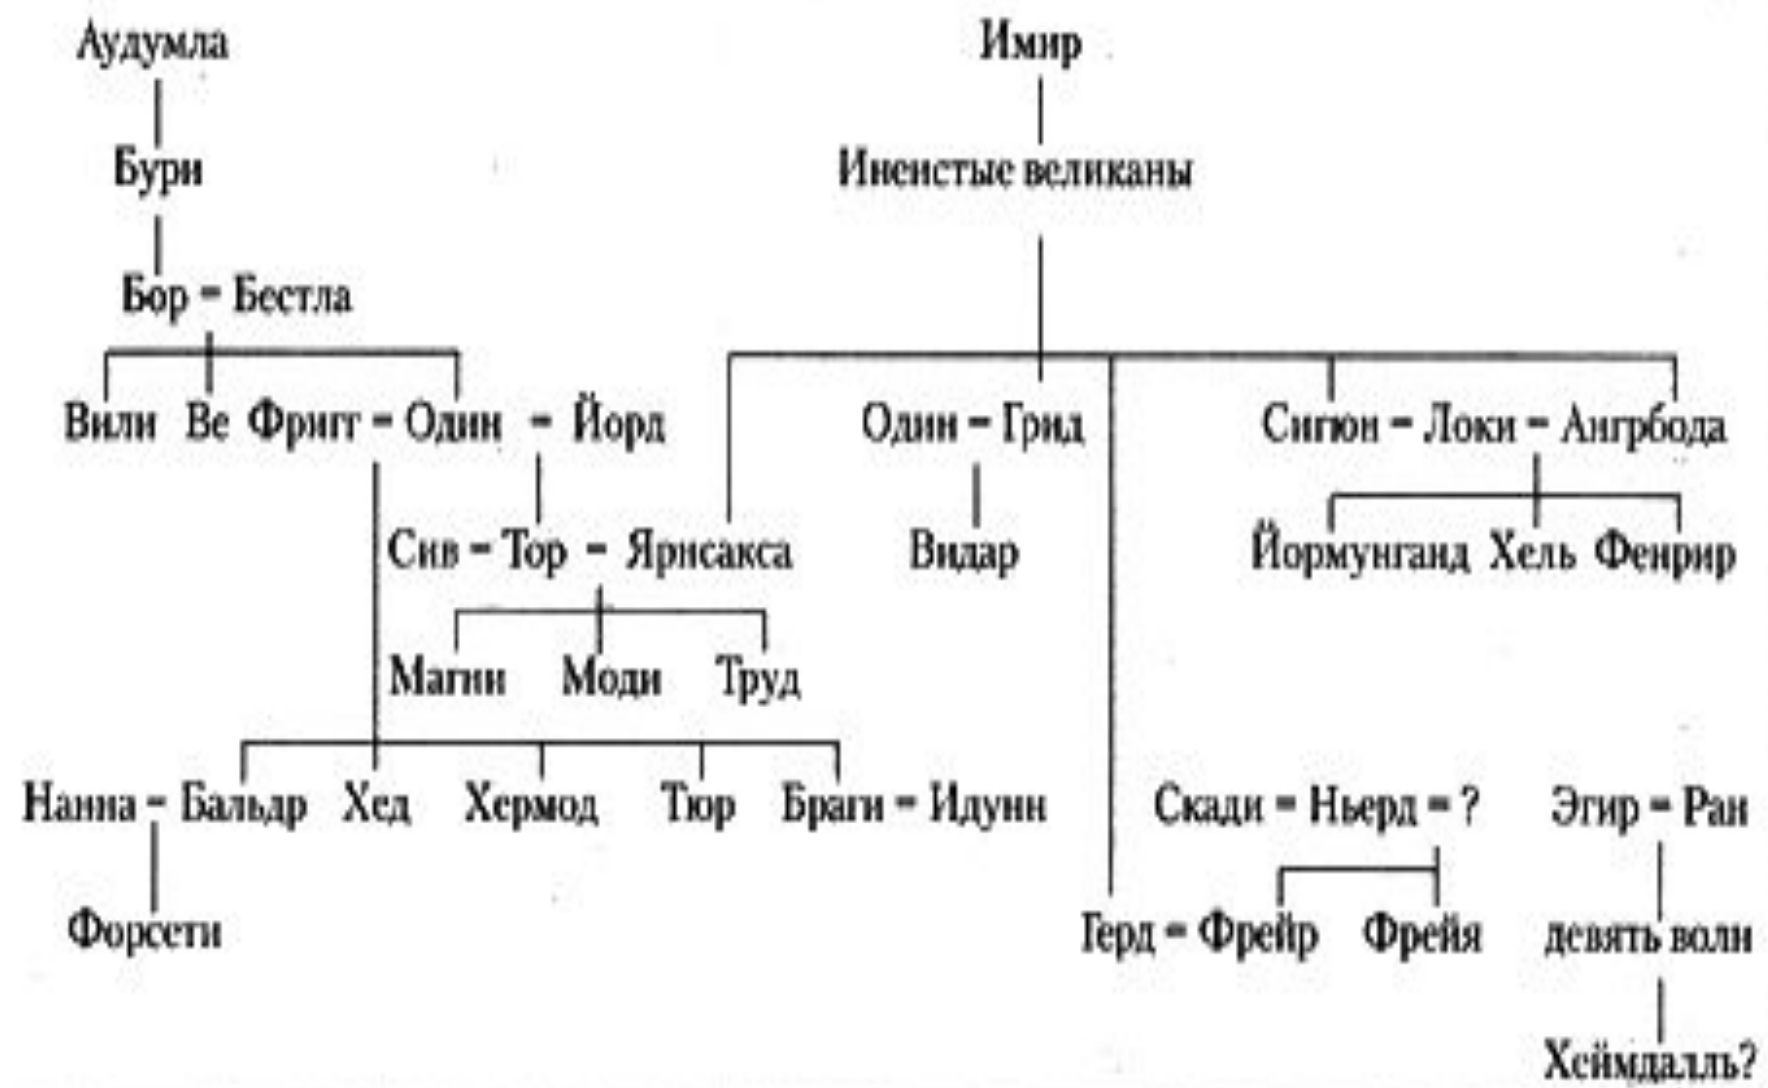 Аудумла Имир
Бури Инеистые великаны
Бор = Бестла
Вили Ве Фригг = Один = Йорд Один = Грид Сигюн = Локи = Ангрбода
Сив = Тор = Ярнсакса Видар Йормунганд Хель Фенрир
Магни Моди Труд
Нанна = Бальдр Хед Хермод Тюр Браги = Идунн Скади = Ньерд = ? Эгир = Ран
Форсети Герд = Фрейр Фрейя девять волн
Хеймдалль?